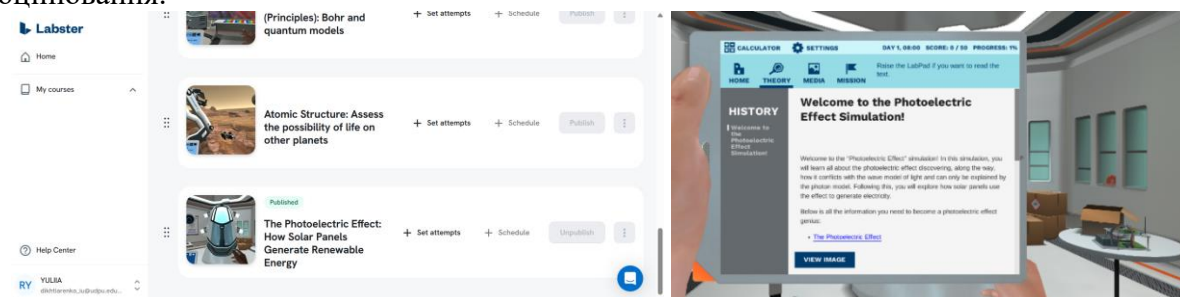 оцінювання.
Labster
Home
My courses
Help Center
RY
YULIIA
dikhtiarenko_iu@udpu.edu...
(Principles): Bohr and
quantum models
+ Set attempts
+ Schedule
Publish
Atomic Structure: Assess
the possibility of life on
other planets
+ Set attempts
+ Schedule
Publish
Published
The Photoelectric Effect:
How Solar Panels
Generate Renewable
Energy
+ Set attempts
+ Schedule
Unpublish
CALCULATOR
SETTINGS
DAY 1, 08:00 SCORE: 0 / 50 PROGRESS: 1%
HOME
THEORY
MEDIA
MISSION
Raise the LabPad if you want to read the
text.
HISTORY
Welcome to
the
Photoelectric
Effect
Simulation!
Welcome to the Photoelectric
Effect Simulation!
Welcome to the "Photoelectric Effect" simulation! In this simulation, you
will learn all about the photoelectric effect discovering, along the way,
how it conflicts with the wave model of light and can only be explained by
the photon model. Following this, you will explore how solar panels use
the effect to generate electricity.
Below is all the information you need to become a photoelectric effect
genius:
The Photoelectric Effect
VIEW IMAGE